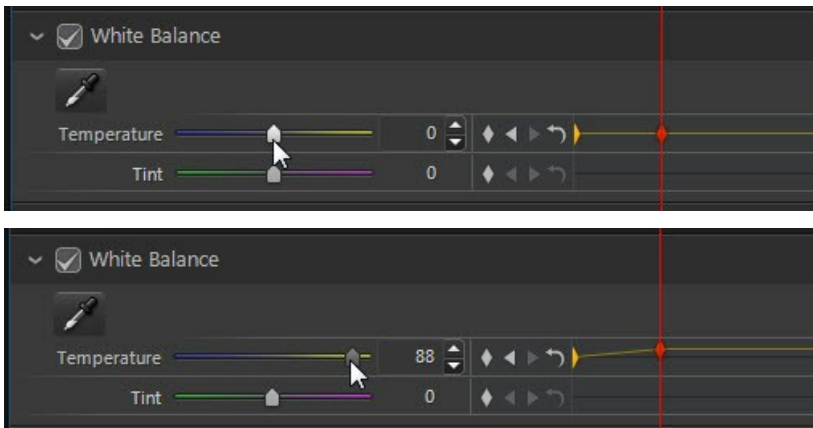 White Balance
Temperature 0
Tint 0
White Balance
Temperature 88
Tint 0